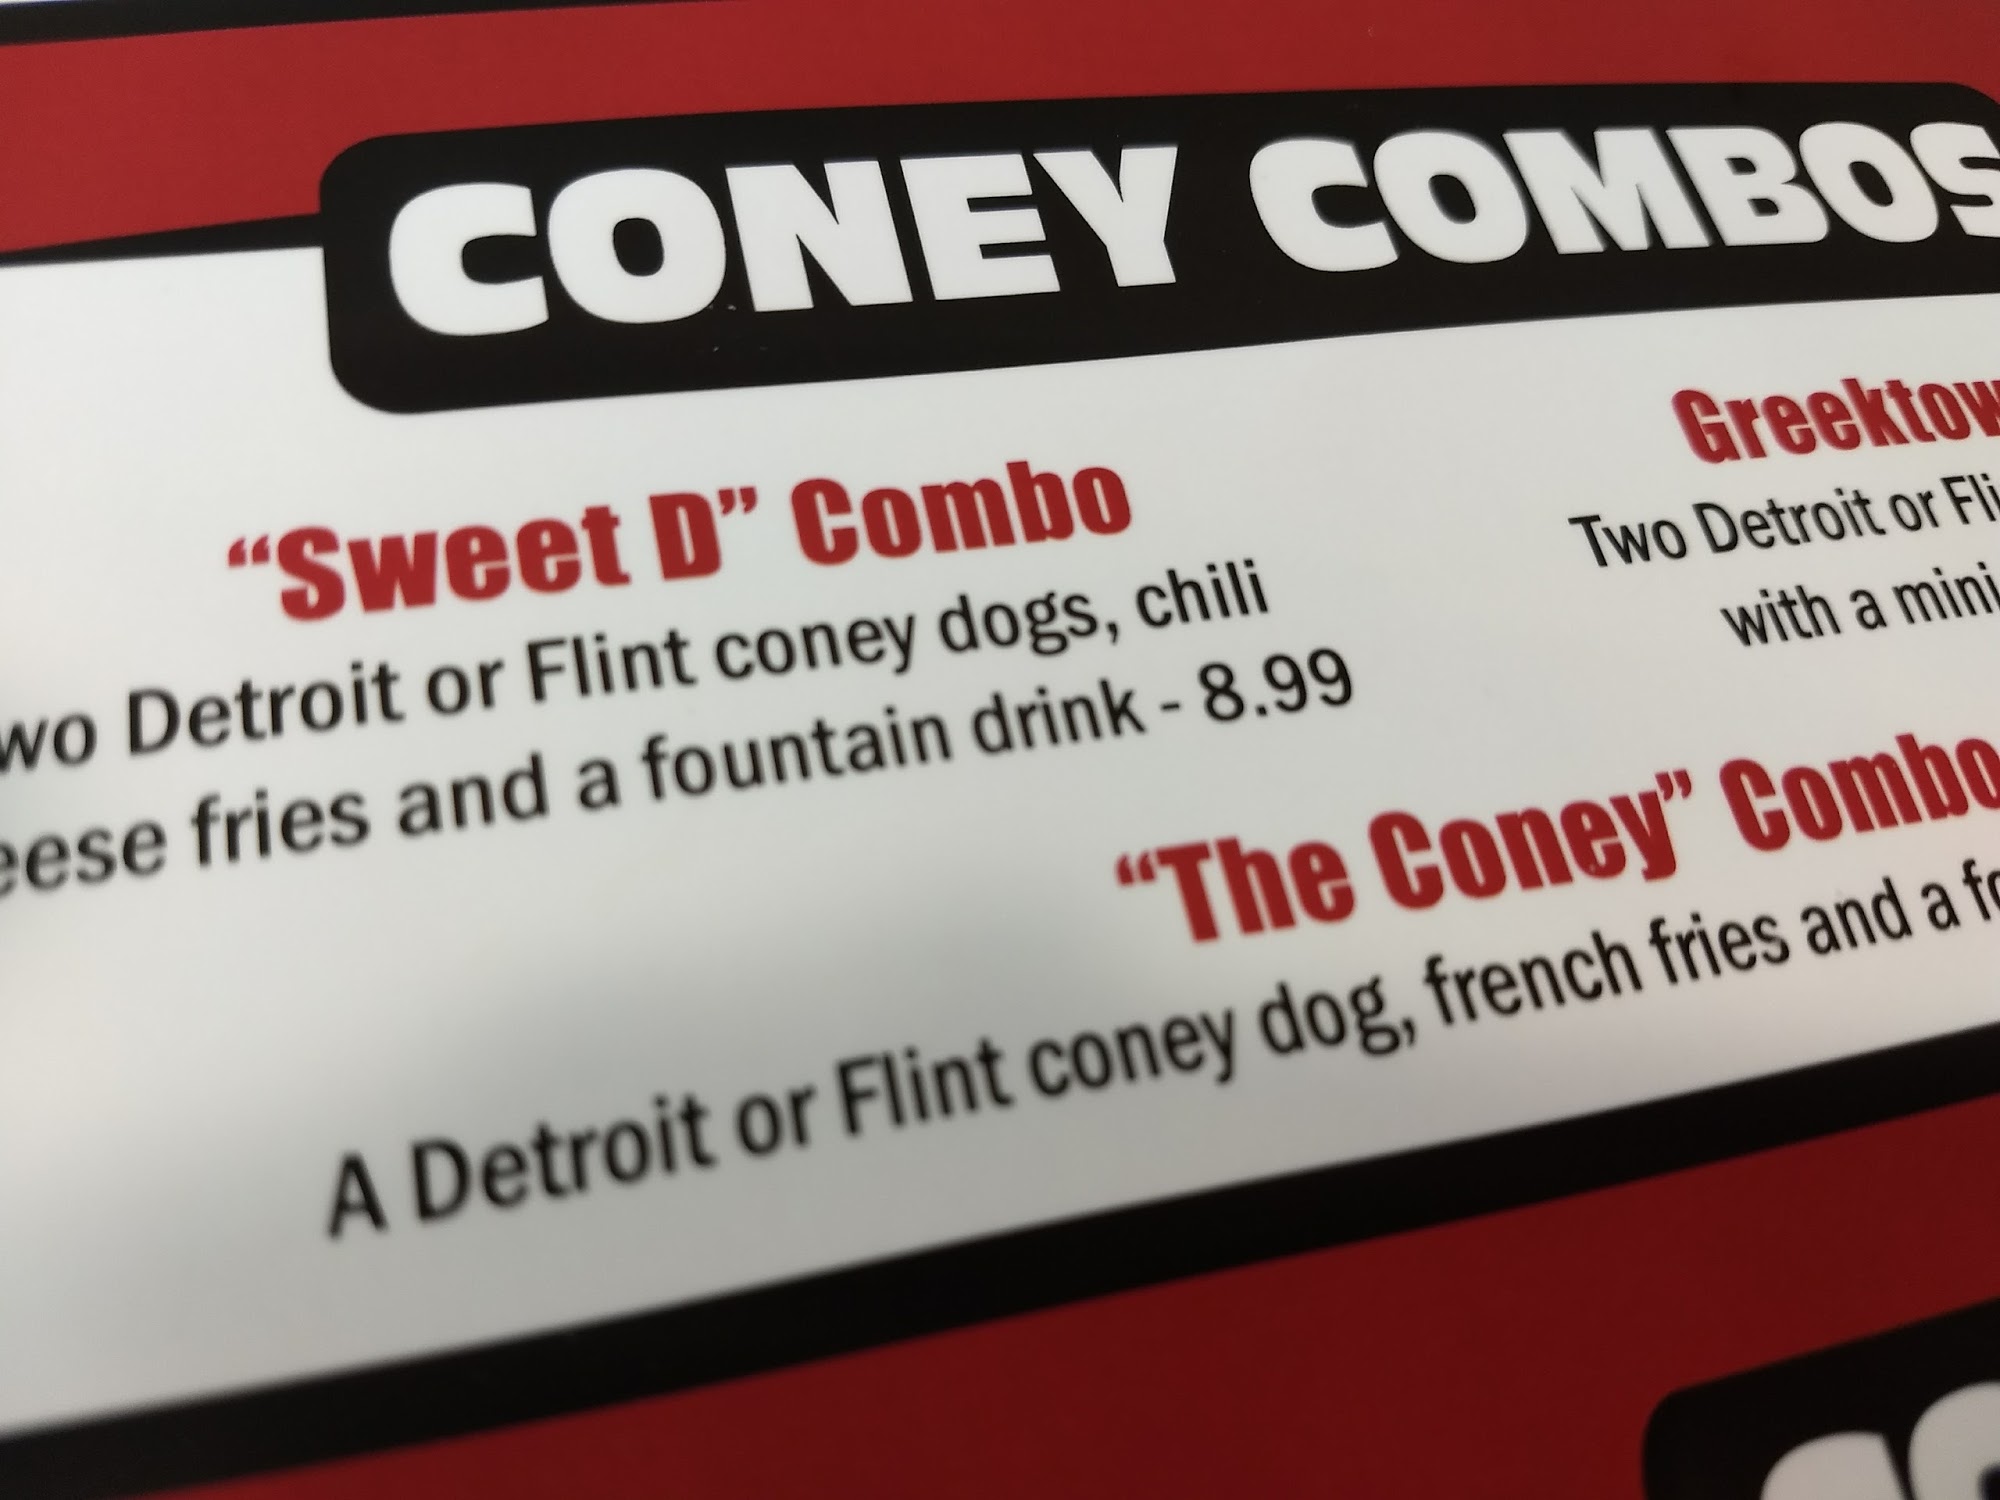 CONEY COMBOS
“Sweet D” Combo
wo Detroit or Flint coney dogs, chili
eese fries and a fountain drink - 8.99
Greektow
Two Detroit or Fli
with a mini
“The Coney” Combo
A Detroit or Flint coney dog, french fries and a fo